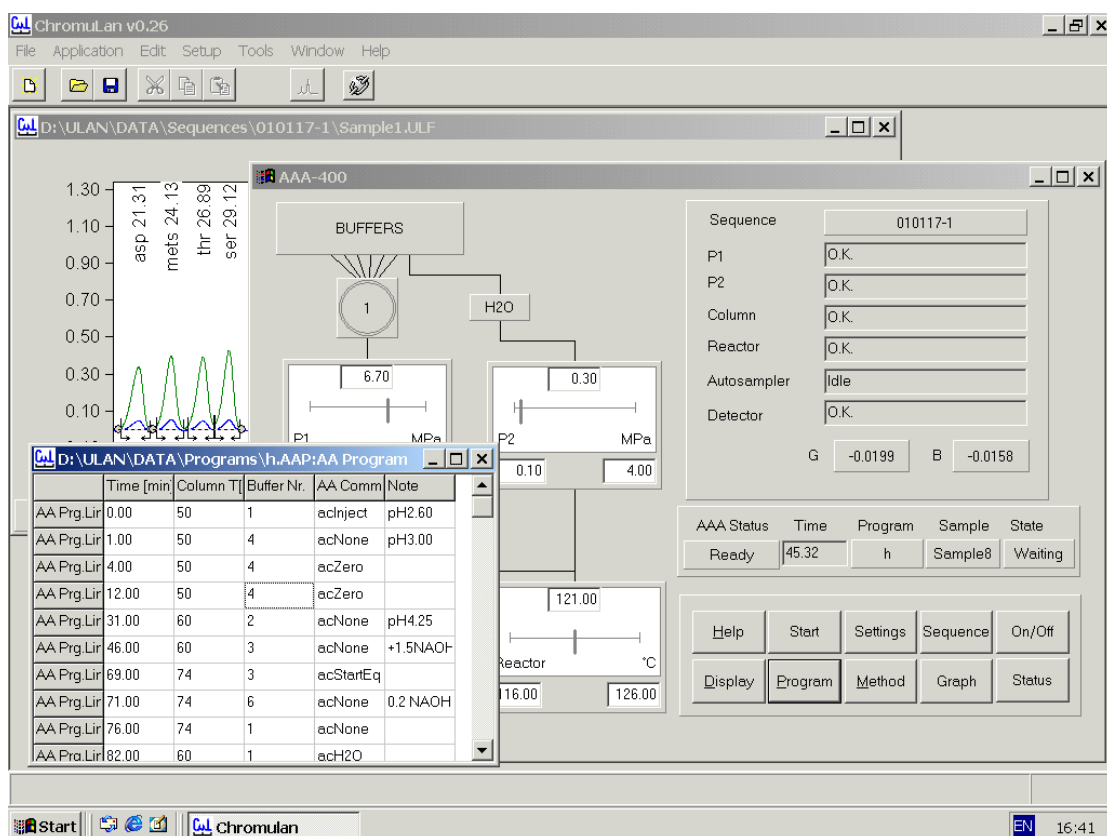 ChromuLan v0.26
File Application Edit Setup Tools Window Help
D:\ULAN\DATA\Sequences\010117-1\Sample1.ULF
AAA-400
1.30
1.10
0.90
0.70
0.50
0.30
0.10
asp 21.31
mets 24.13
thr 26.89
ser 29.12
BUFFERS
1
H2O
6.70
P1 MPa
0.30
P2 MPa
0.10 4.00
121.00
Reactor °C
116.00 126.00
Sequence 010117-1
P1 O.K.
P2 O.K.
Column O.K.
Reactor O.K.
Autosampler Idle
Detector O.K.
G -0.0199 B -0.0158
AAA Status Time Program Sample State
Ready 45.32 h Sample8 Waiting
Help Start Settings Sequence On/Off
Display Program Method Graph Status
D:\ULAN\DATA\Programs\h.AAP:AA Program
Time [min] Column T[ Buffer Nr. AA Comm Note
AA Prg.Lir 0.00 50 1 acInject pH2.60
AA Prg.Lir 1.00 50 4 acNone pH3.00
AA Prg.Lir 4.00 50 4 acZero
AA Prg.Lir 12.00 50 4 acZero
AA Prg.Lir 31.00 60 2 acNone pH4.25
AA Prg.Lir 46.00 60 3 acNone +1.5NAOH
AA Prg.Lir 69.00 74 3 acStartEq
AA Prg.Lir 71.00 74 6 acNone 0.2 NAOH
AA Prg.Lir 76.00 74 1 acNone
AA Prg.Lir 82.00 60 1 acH2O
Start Chromulan EN 16:41